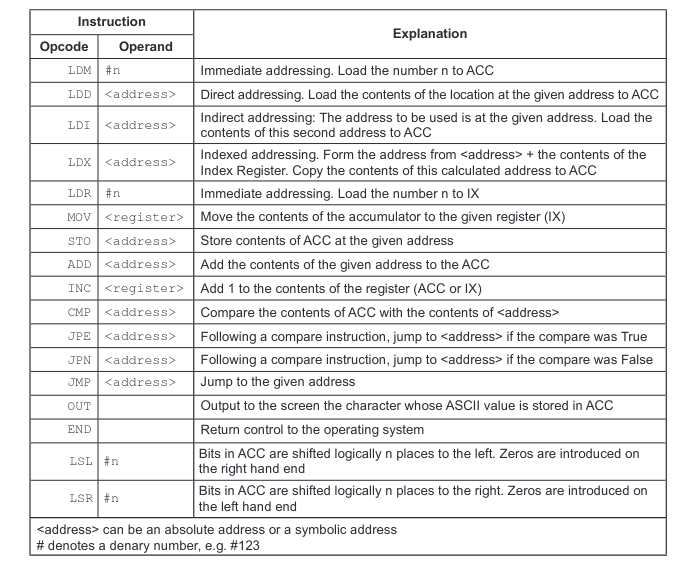 Instruction
Explanation
Opcode Operand
LDM #n Immediate addressing. Load the number n to ACC
LDD <address> Direct addressing. Load the contents of the location at the given address to ACC
LDI <address> Indirect addressing: The address to be used is at the given address. Load the
contents of this second address to ACC
LDX <address> Indexed addressing. Form the address from <address> + the contents of the
Index Register. Copy the contents of this calculated address to ACC
LDR #n Immediate addressing. Load the number n to IX
MOV <register> Move the contents of the accumulator to the given register (IX)
STO <address> Store contents of ACC at the given address
ADD <address> Add the contents of the given address to the ACC
INC <register> Add 1 to the contents of the register (ACC or IX)
CMP <address> Compare the contents of ACC with the contents of <address>
JPE <address> Following a compare instruction, jump to <address> if the compare was True
JPN <address> Following a compare instruction, jump to <address> if the compare was False
JMP <address> Jump to the given address
OUT Output to the screen the character whose ASCII value is stored in ACC
END Return control to the operating system
LSL #n Bits in ACC are shifted logically n places to the left. Zeros are introduced on
the right hand end
LSR #n Bits in ACC are shifted logically n places to the right. Zeros are introduced on
the left hand end
<address> can be an absolute address or a symbolic address
# denotes a denary number, e.g. #123